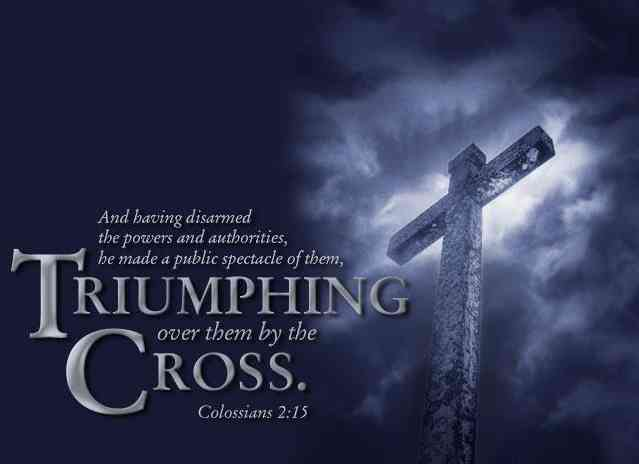 And having disarmed
the powers and authorities,
he made a public spectacle of them,
TRIUMPHING
over them by the
CROSS.
Colossians 2:15